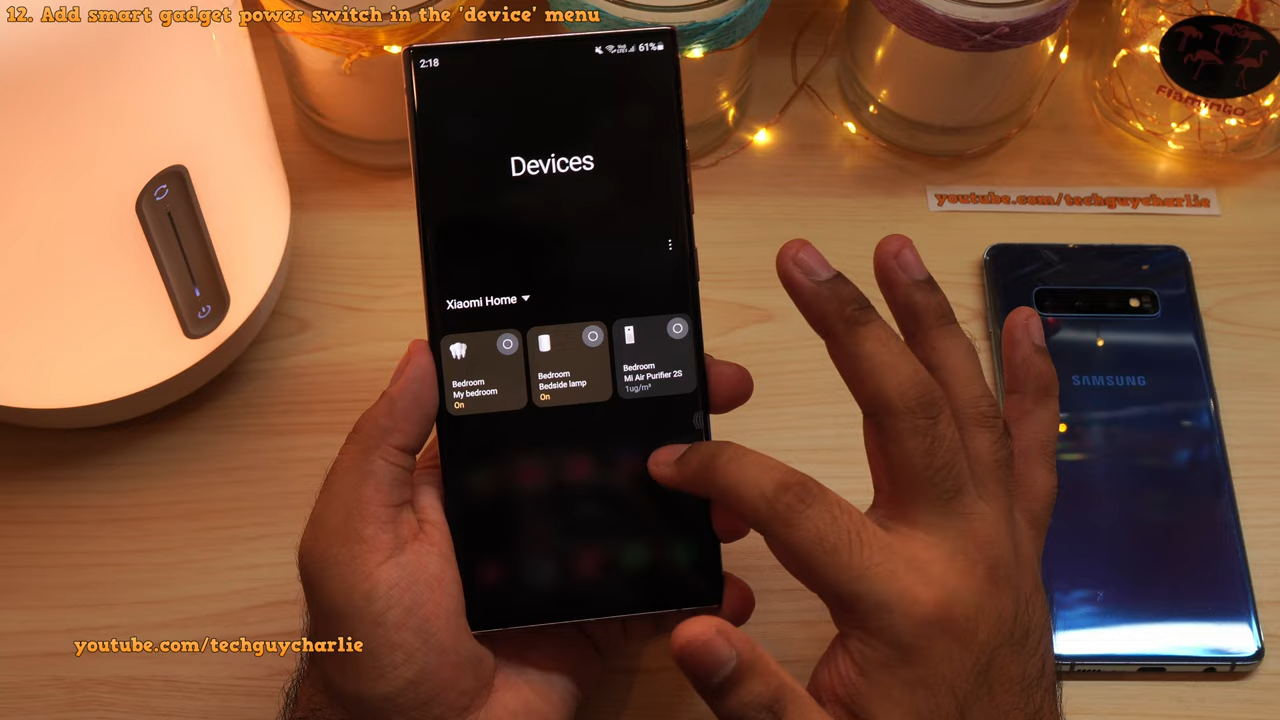 12. Add smart gadget power switch in the 'device' menu
2:18
61%
Devices
Xiaomi Home
Bedroom
My bedroom
On
Bedroom
Bedside lamp
On
Bedroom
Mi Air Purifier 2S
1ug/m³
Flamingo
youtube.com/techguycharlie
SAMSUNG
youtube.com/techguycharlie